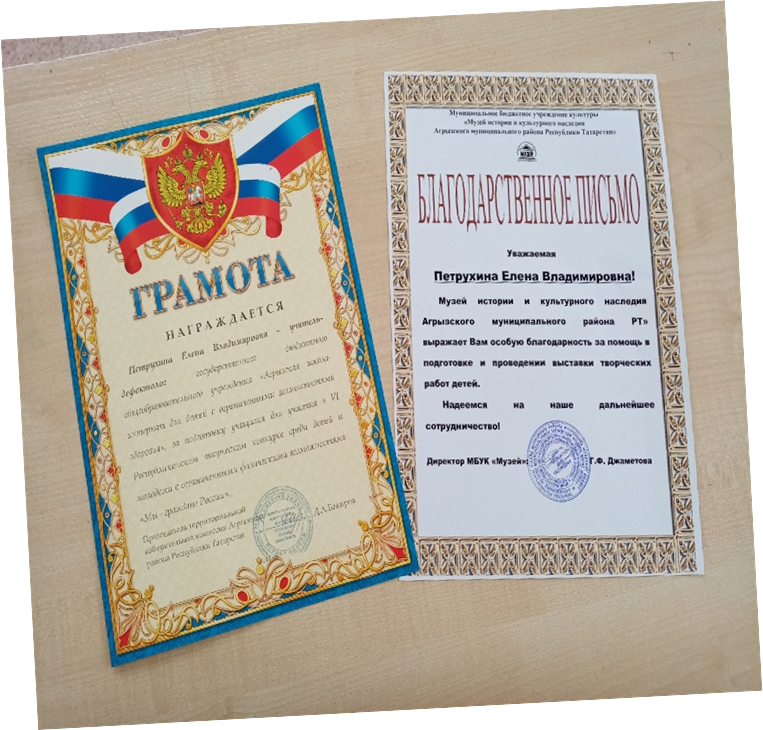 ГРАМОТА
НАГРАЖДАЕТСЯ
Петрухина Елена Владимировна – учитель-
дефектолог государственного бюджетного
общеобразовательного учреждения «Агрызская школа-
интернат для детей с ограниченными возможностями
здоровья», за подготовку учащихся для участия в VI
Республиканском творческом конкурсе среди детей и
молодежи с ограниченными физическими возможностями
«Мы - граждане России».
Председатель территориальной
избирательной комиссии Агрызского
района Республики Татарстан
Д.А.Бакиров
Муниципальное бюджетное учреждение культуры
«Музей истории и культурного наследия
Агрызского муниципального района Республики Татарстан»
МУЗЕЙ
БЛАГОДАРСТВЕННОЕ ПИСЬМО
Уважаемая
Петрухина Елена Владимировна!
Музей истории и культурного наследия
Агрызского муниципального района РТ»
выражает Вам особую благодарность за помощь в
подготовке и проведении выставки творческих
работ детей.
Надеемся на наше дальнейшее
сотрудничество!
Директор МБУК «Музей»: Г.Ф. Джаметова